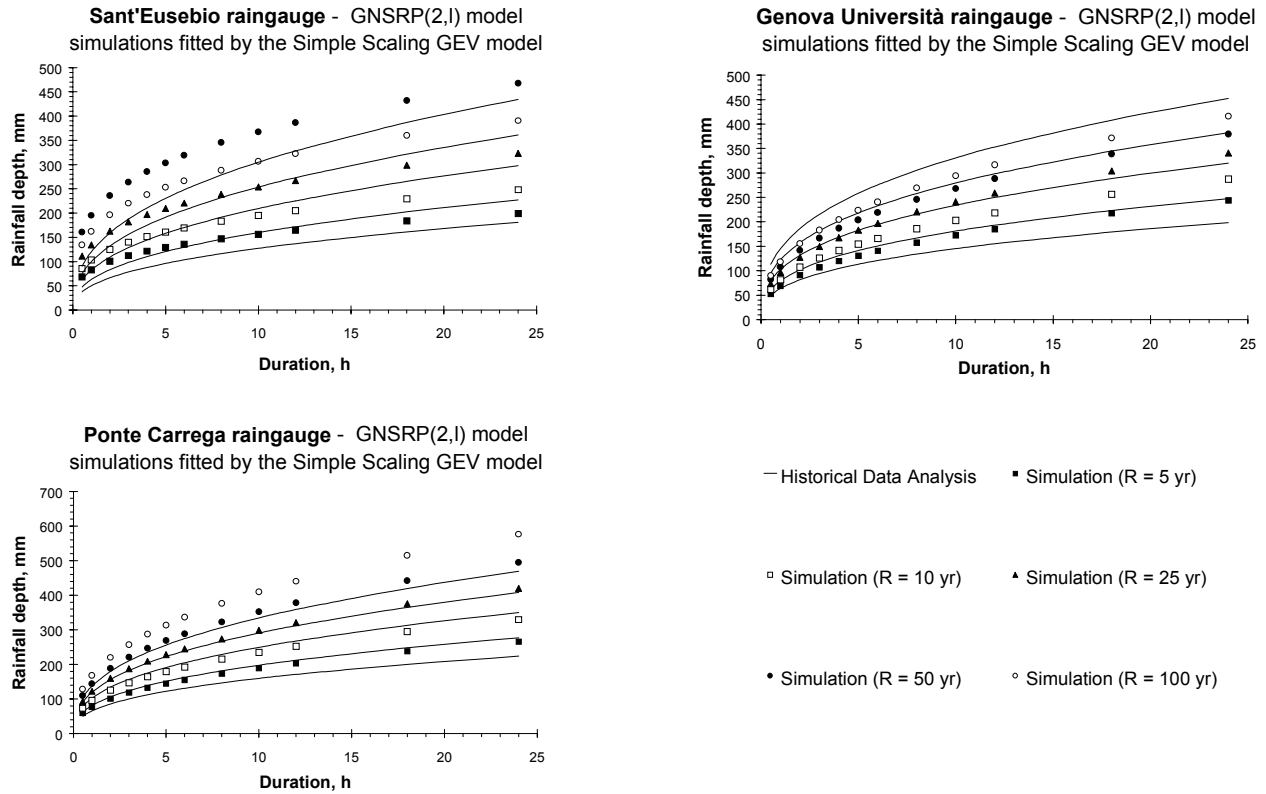 Sant'Eusebio raingauge - GNSRP(2,l) model
simulations fitted by the Simple Scaling GEV model
Rainfall depth, mm
500
450
400
350
300
250
200
150
100
50
0
0 5 10 15 20 25
Duration, h
Genova Università raingauge - GNSRP(2,l) model
simulations fitted by the Simple Scaling GEV model
Rainfall depth, mm
500
450
400
350
300
250
200
150
100
50
0
0 5 10 15 20 25
Duration, h
Ponte Carrega raingauge - GNSRP(2,l) model
simulations fitted by the Simple Scaling GEV model
Rainfall depth, mm
700
600
500
400
300
200
100
0
0 5 10 15 20 25
Duration, h
Historical Data Analysis
Simulation (R = 5 yr)
Simulation (R = 10 yr)
Simulation (R = 25 yr)
Simulation (R = 50 yr)
Simulation (R = 100 yr)